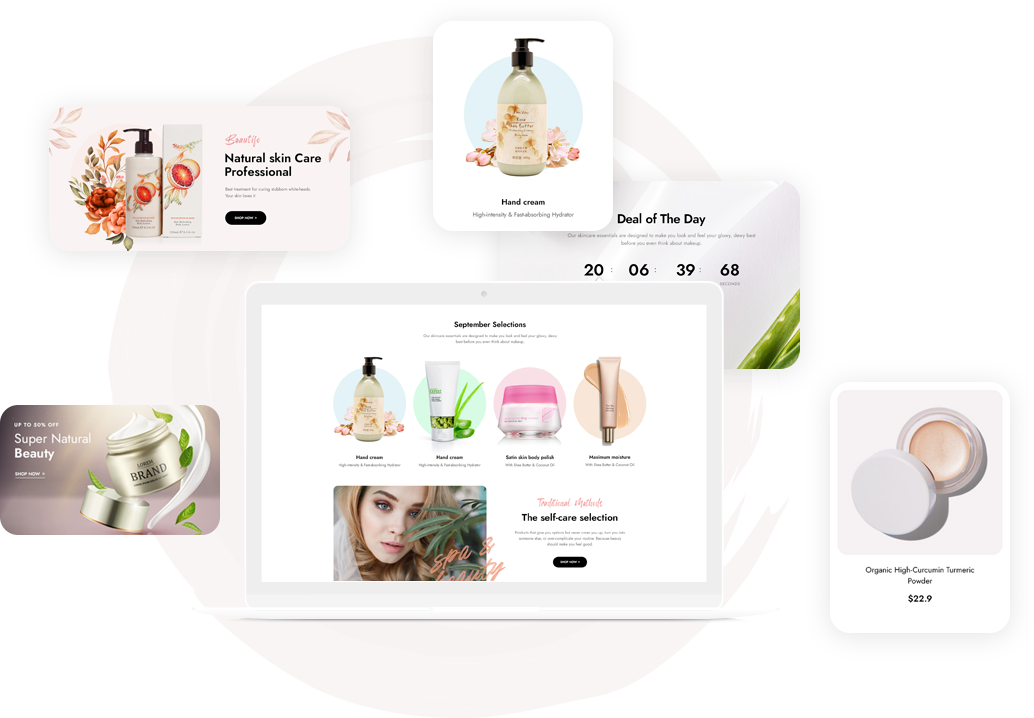 Hand cream
High-intensity & Fast-absorbing Hydrator
Beautife
Natural skin Care
Professional
Best treatment for curing stubborn whiteheads
Your skin loves it
SHOP NOW
Deal of The Day
Our skincare essentials are designed to make you look and feel your glowy, dewy best
before you even think about makeup.
20 : 06 : 39 : 68
SECONDS
September Selections
Our skincare essentials are designed to make you look and feel your glowy, dewy
best before you even think about makeup.
Hand cream
High-intensity & Fast-absorbing Hydrator
Hand cream
High-intensity & Fast-absorbing Hydrator
Satin skin body polish
With Shea Butter & Coconut Oil
Maximum moisture
With Shea Butter & Coconut Oil
UP TO 50% OFF
Super Natural
Beauty
SHOP NOW
LOREM
BRAND
Traditional Methods
The self-care selection
SHOP NOW
spa &
beauty
Organic High-Curcumin Turmeric
Powder
$22.9